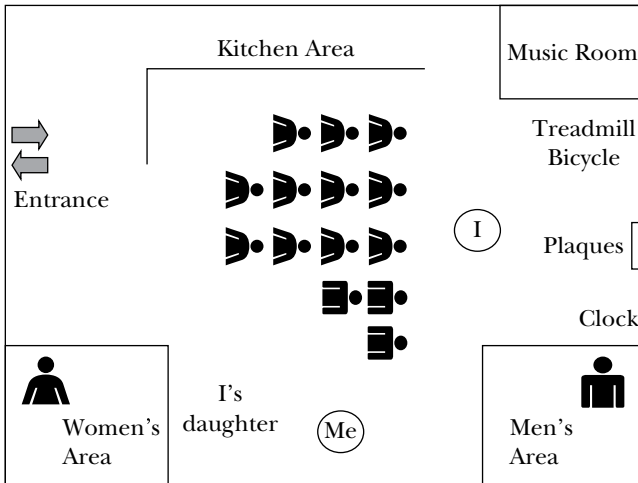 Kitchen Area
Music Room
Treadmill
Bicycle
Entrance
I
Plaques
Clock
I's
daughter
Me
Women's
Area
Men's
Area